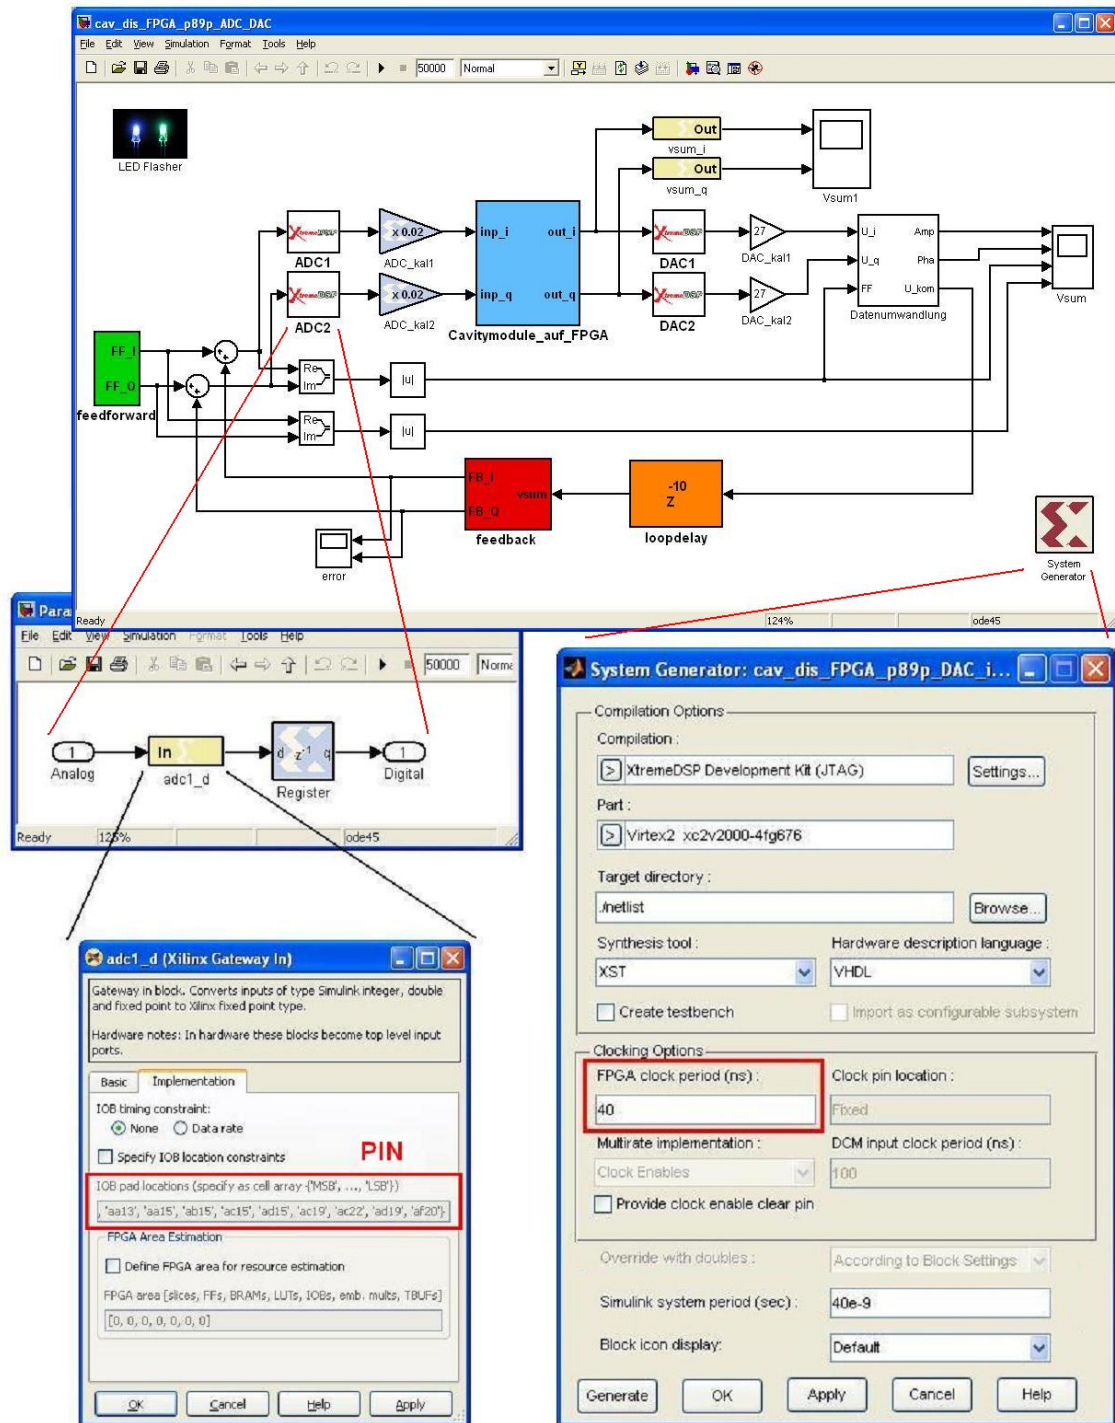 cav_dis_FPGA_p89p_ADC_DAC
File Edit View Simulation Format Tools Help
50000 Normal
LED Flasher
Out
vsum_i
Out
vsum_q
Vsum1
XtremeDSP
ADC1
x 0.02
ADC_kal1
inp_i out_i
inp_q out_q
Cavitymodule_auf_FPGA
XtremeDSP
DAC1
27
DAC_kal1
U_i Amp
U_q Pha
FF U_kom
Datenumwandlung
Vsum
XtremeDSP
ADC2
x 0.02
ADC_kal2
XtremeDSP
DAC2
27
DAC_kal2
FF_I
FF_Q
feedforward
Re
Im
|u|
Re
Im
|u|
FB_I
vsum
FB_Q
feedback
-10
Z
loopdelay
error
System
Generator
Ready 124% ode45
Para
File Edit View Simulation Format Tools Help
50000 Norm
1
Analog
In
adc1_d
d z-1 q
Register
1
Digital
Ready 125% ode45
adc1_d (Xilinx Gateway In)
Gateway in block. Converts inputs of type Simulink integer, double
and fixed point to Xilinx fixed point type.
Hardware notes: In hardware these blocks become top level input
ports.
Basic Implementation
IOB timing constraint:
None Data rate
Specify IOB location constraints
PIN
IOB pad locations (specify as cell array {'MSB', ..., 'LSB'})
, 'aa13', 'aa15', 'ab15', 'ac15', 'ad15', 'ac19', 'ac22', 'ad19', 'af20'}
FPGA Area Estimation
Define FPGA area for resource estimation
FPGA area [slices, FFs, BRAMs, LUTs, IOBs, emb. mults, TBUFs]
[0, 0, 0, 0, 0, 0, 0]
OK Cancel Help Apply
System Generator: cav_dis_FPGA_p89p_DAC_i...
Compilation Options
Compilation :
> XtremeDSP Development Kit (JTAG) Settings...
Part :
> Virtex2 xc2v2000-4fg676
Target directory :
./netlist Browse...
Synthesis tool : Hardware description language :
XST VHDL
Create testbench Import as configurable subsystem
Clocking Options
FPGA clock period (ns) : Clock pin location :
40 Fixed
Multirate implementation : DCM input clock period (ns) :
Clock Enables 100
Provide clock enable clear pin
Override with doubles : According to Block Settings
Simulink system period (sec) : 40e-9
Block icon display: Default
Generate OK Apply Cancel Help